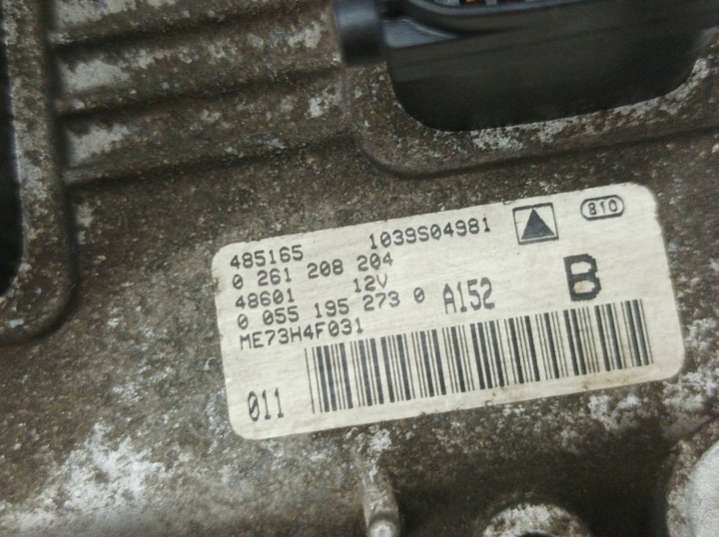 485165 1039S04981 810
0 261 208 204
48601 12V
0 055 195 273 0 A152 B
ME73H4F031
011